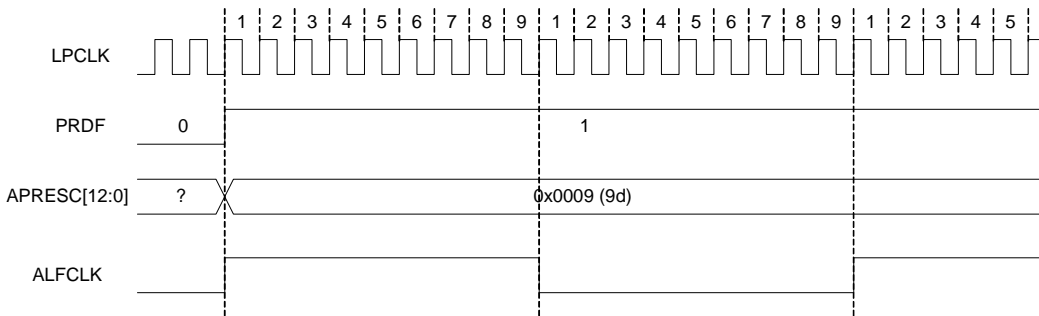 1 2 3 4 5 6 7 8 9 1 2 3 4 5 6 7 8 9 1 2 3 4 5
LPCLK
PRDF 0 1
APRESC[12:0] ? 0x0009 (9d)
ALFCLK